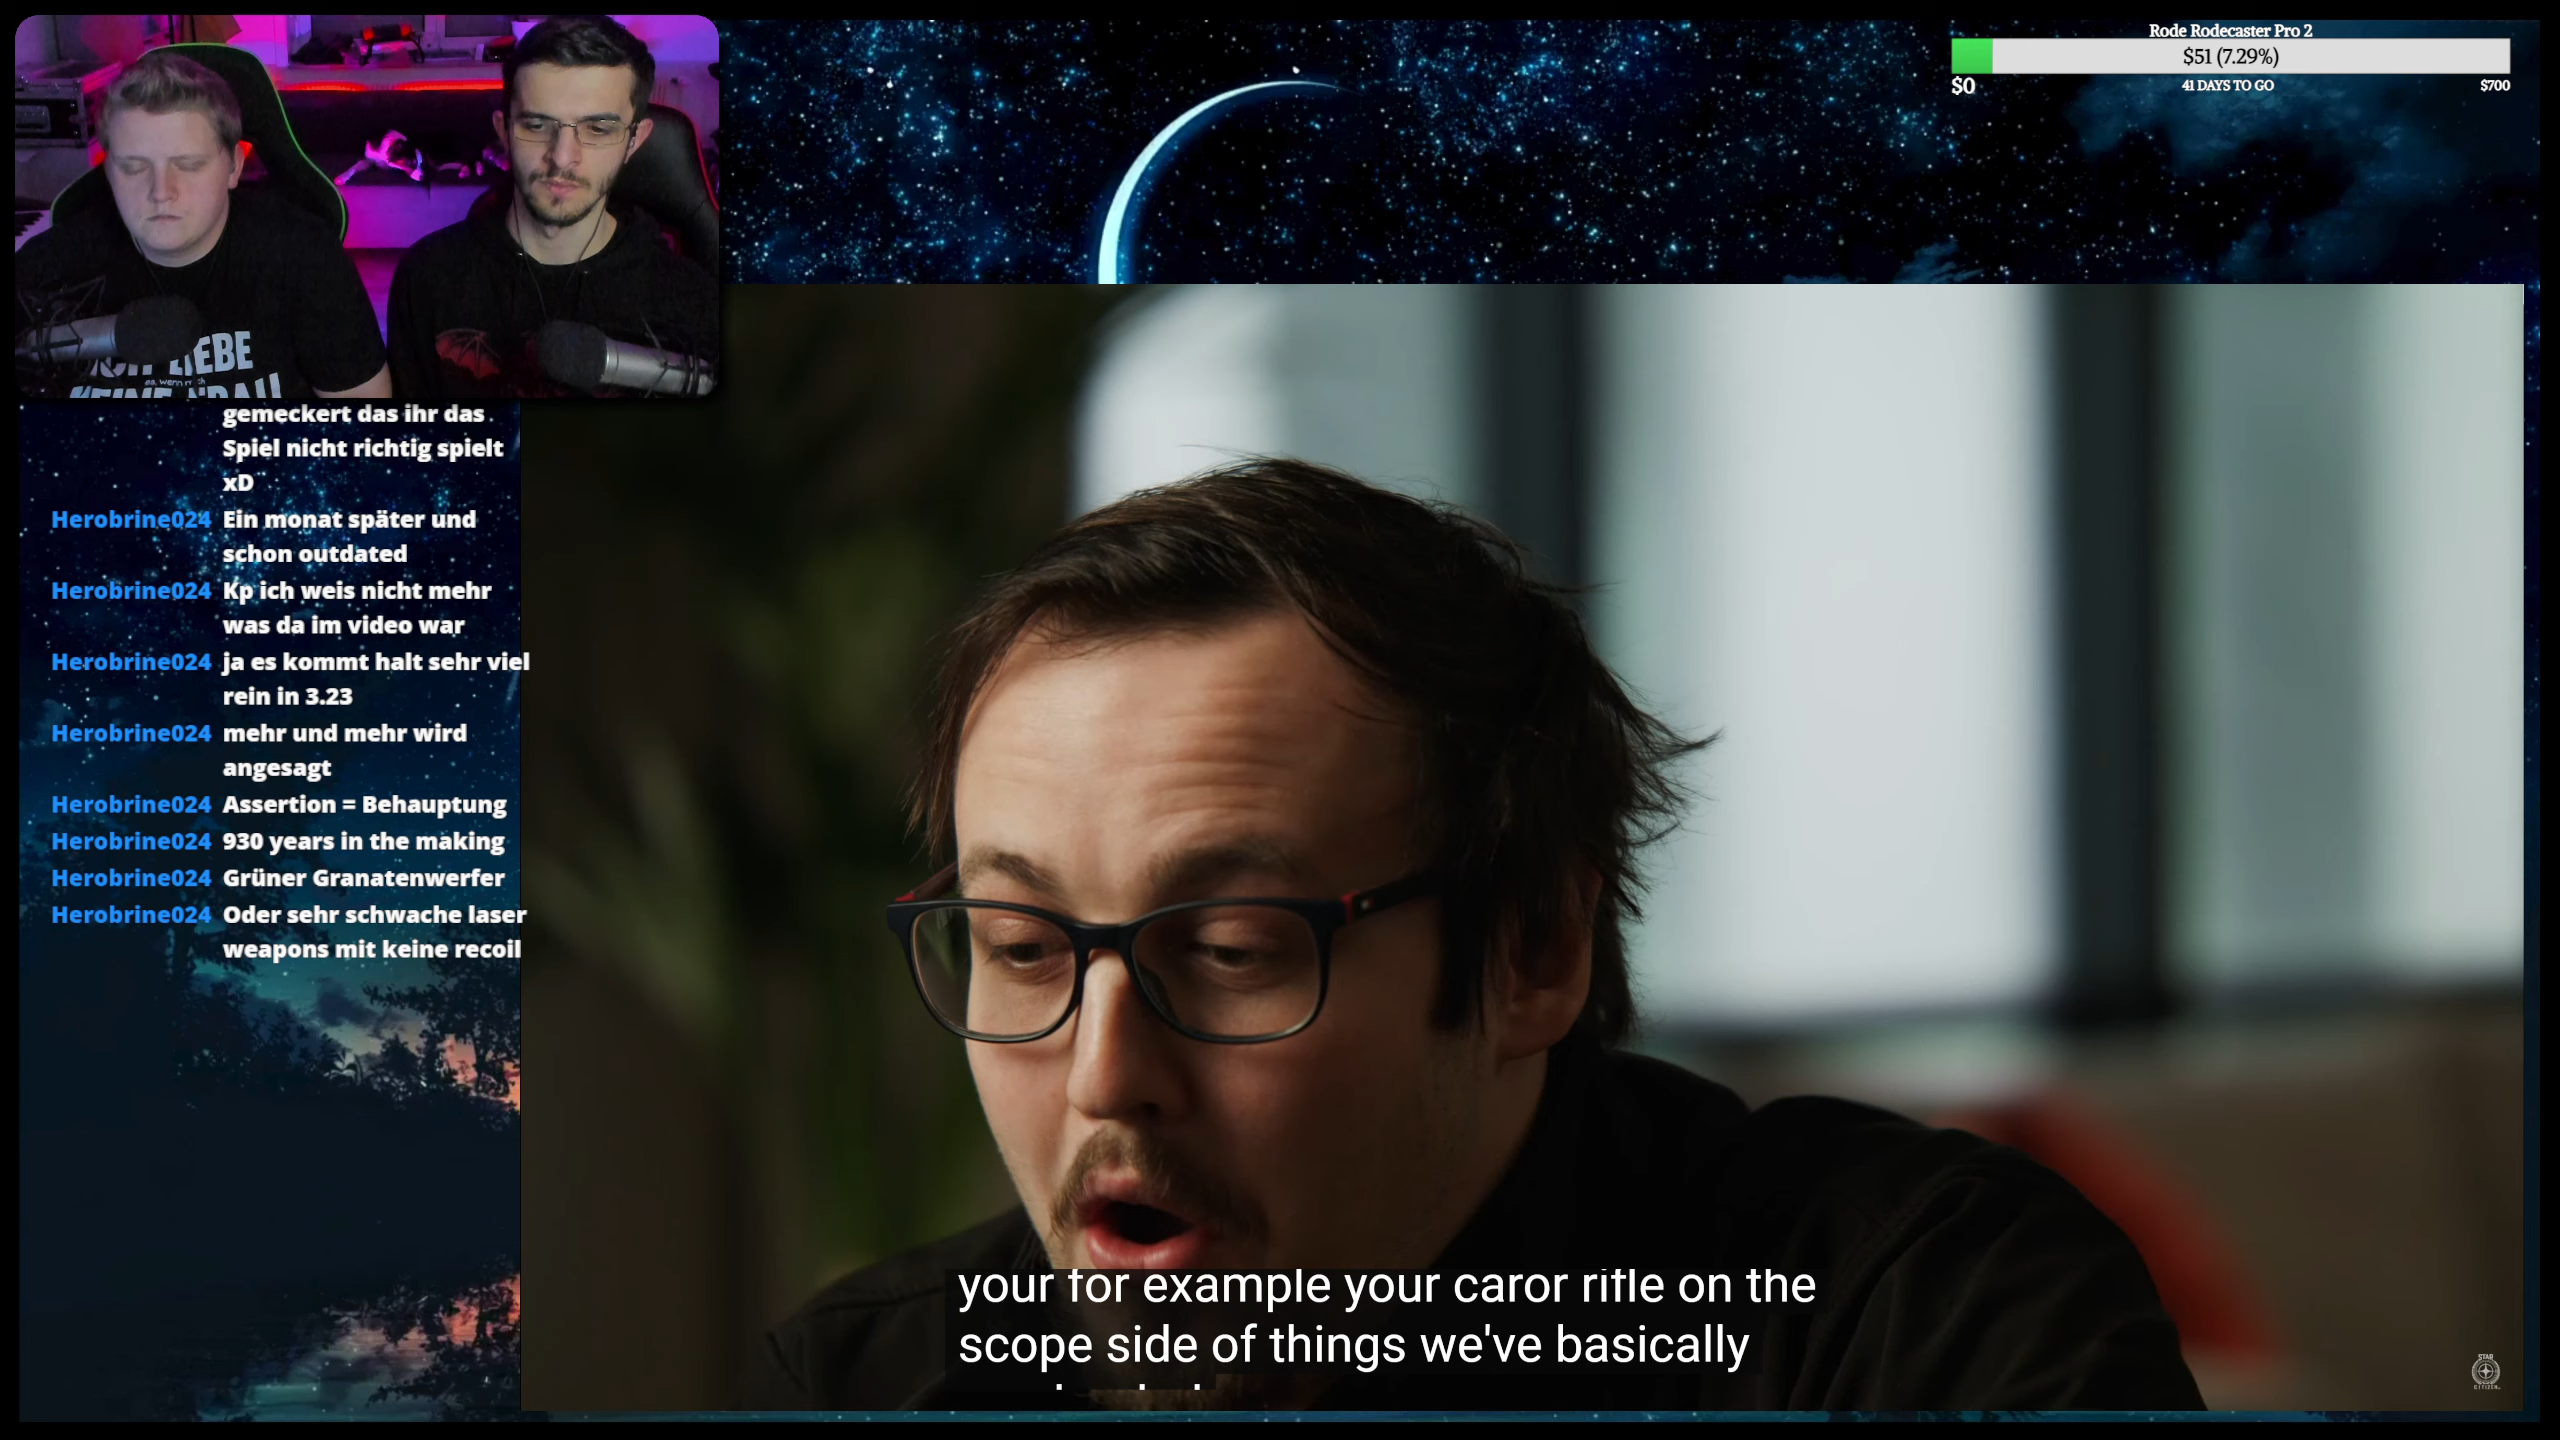 Rode Rodecaster Pro 2
$51 (7.29%)
$0
41 DAYS TO GO
$700
LIEBE
gemeckert das ihr das
Spiel nicht richtig spielt
xD
Herobrine024 Ein monat später und
schon outdated
Herobrine024 Kp ich weis nicht mehr
was da im video war
Herobrine024 ja es kommt halt sehr viel
rein in 3.23
Herobrine024 mehr und mehr wird
angesagt
Herobrine024 Assertion = Behauptung
Herobrine024 930 years in the making
Herobrine024 Grüner Granatenwerfer
Herobrine024 Oder sehr schwache laser
weapons mit keine recoil
your for example your caror rifle on the
scope side of things we've basically
STAR
CITIZEN